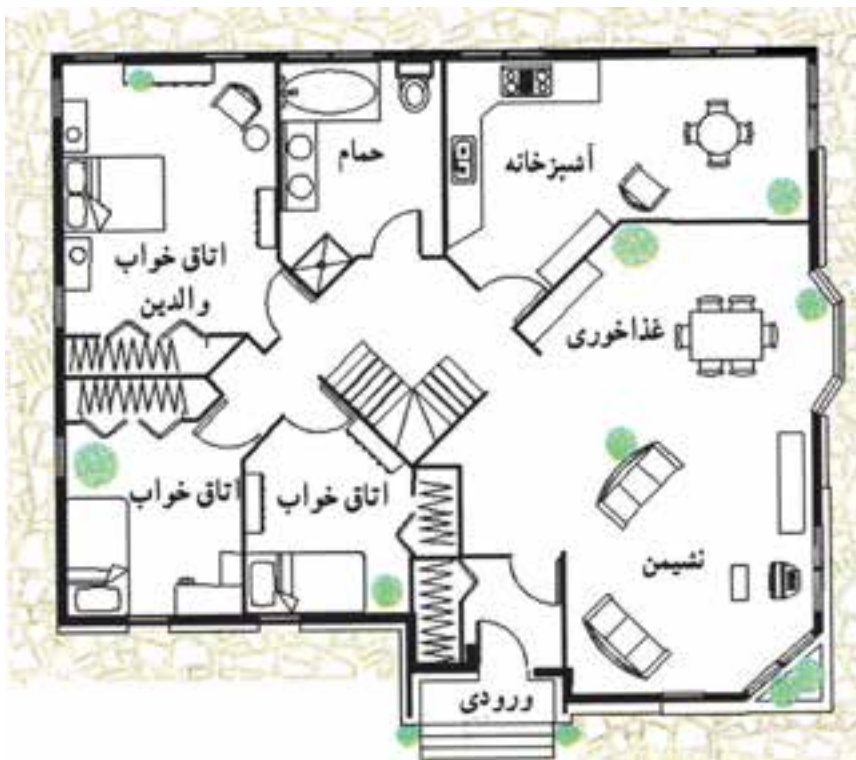 آشپزخانه
حمام
اتاق خواب
والدین
غذاخوری
اتاق خواب
اتاق خواب
نشیمن
ورودی